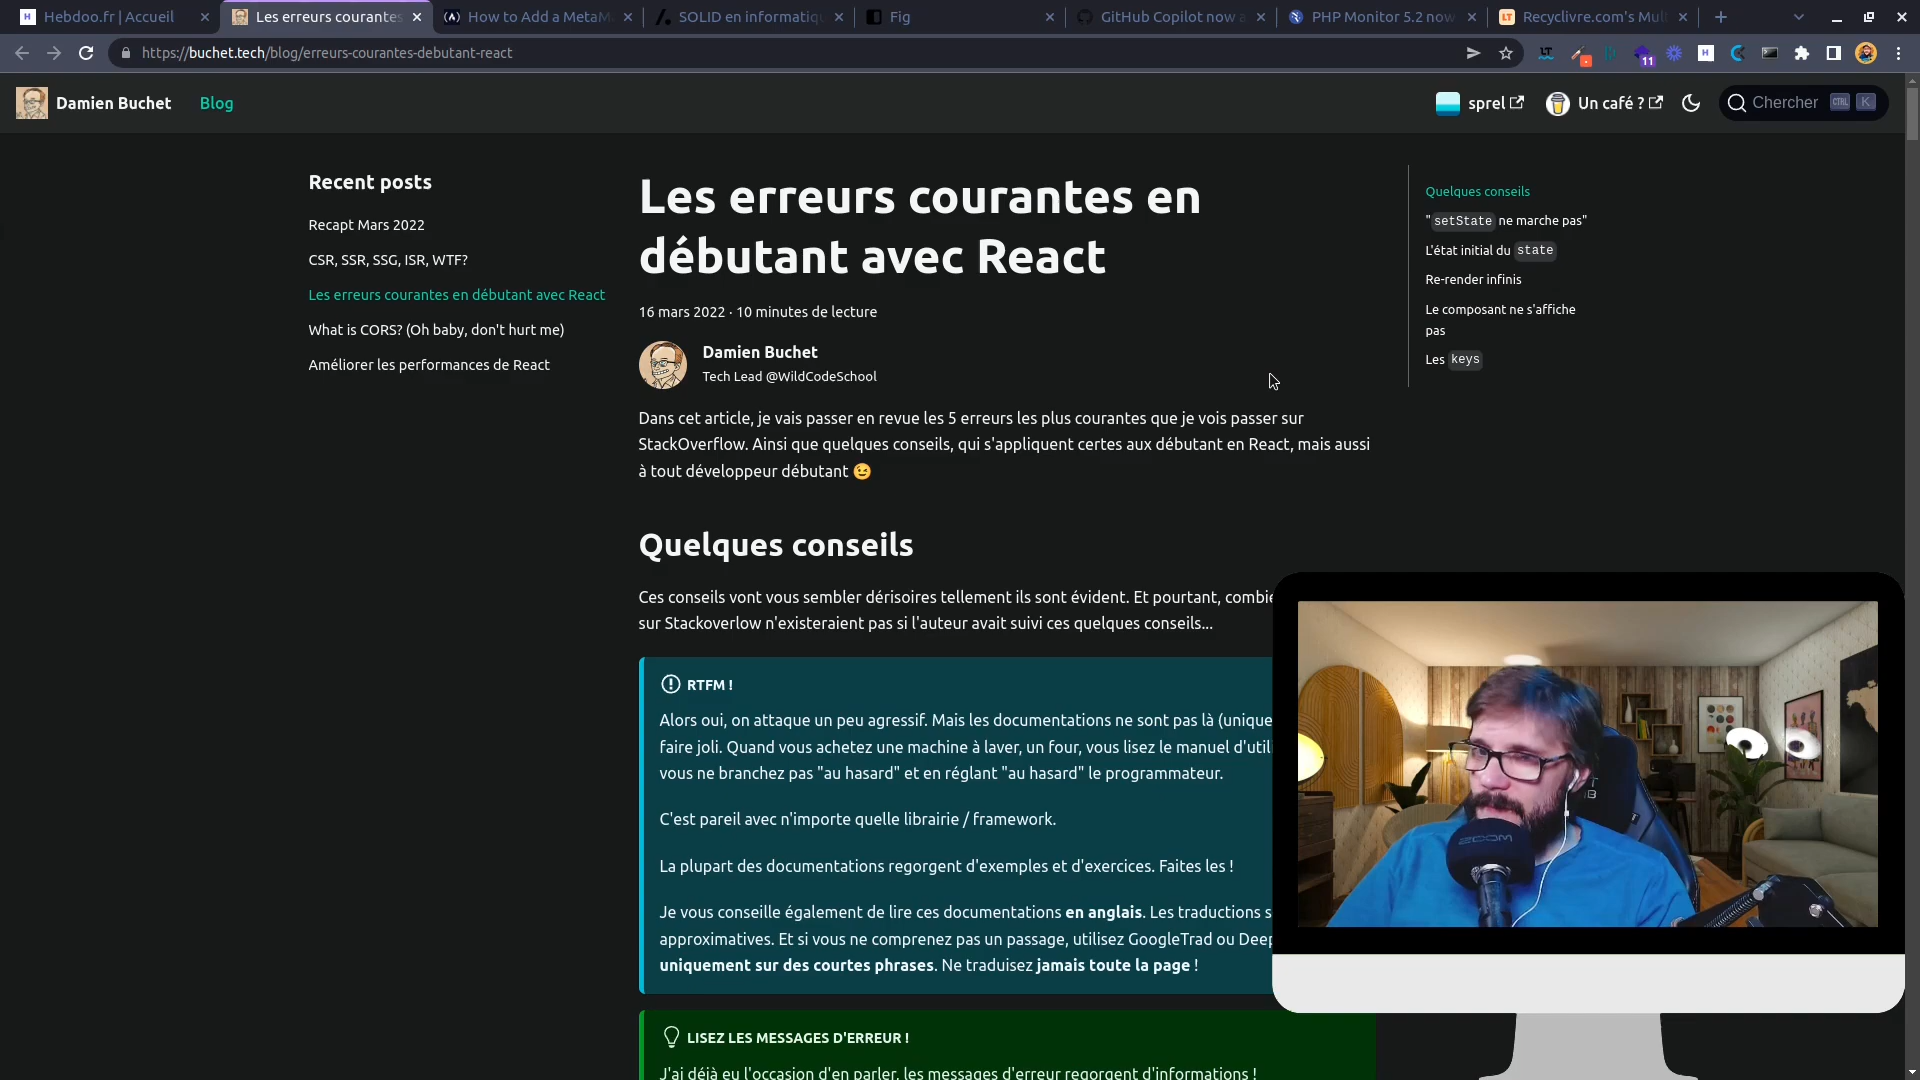 Hebdoo.fr | Accueil
Les erreurs courantes
How to Add a MetaM
SOLID en informatiqu
Fig
GitHub Copilot now a
PHP Monitor 5.2 now
Recyclivre.com's Mul
https://buchet.tech/blog/erreurs-courantes-debutant-react
11
Damien Buchet
Blog
sprel
Un café ?
Chercher
CTRL
K
Recent posts
Recapt Mars 2022
CSR, SSR, SSG, ISR, WTF?
Les erreurs courantes en débutant avec React
What is CORS? (Oh baby, don't hurt me)
Améliorer les performances de React
Les erreurs courantes en
débutant avec React
16 mars 2022 · 10 minutes de lecture
Damien Buchet
Tech Lead @WildCodeSchool
Dans cet article, je vais passer en revue les 5 erreurs les plus courantes que je vois passer sur
StackOverflow. Ainsi que quelques conseils, qui s'appliquent certes aux débutant en React, mais aussi
à tout développeur débutant 😉
Quelques conseils
Ces conseils vont vous sembler dérisoires tellement ils sont évident. Et pourtant, combie
sur Stackoverlow n'existeraient pas si l'auteur avait suivi ces quelques conseils...
RTFM !
Alors oui, on attaque un peu agressif. Mais les documentations ne sont pas là (unique
faire joli. Quand vous achetez une machine à laver, un four, vous lisez le manuel d'util
vous ne branchez pas "au hasard" et en réglant "au hasard" le programmateur.
C'est pareil avec n'importe quelle librairie / framework.
La plupart des documentations regorgent d'exemples et d'exercices. Faites les !
Je vous conseille également de lire ces documentations en anglais. Les traductions s
approximatives. Et si vous ne comprenez pas un passage, utilisez GoogleTrad ou Deep
uniquement sur des courtes phrases. Ne traduisez jamais toute la page !
LISEZ LES MESSAGES D'ERREUR !
J'ai déjà eu l'occasion d'en parler, les messages d'erreur regorgent d'informations !
Quelques conseils
"setState ne marche pas"
L'état initial du state
Re-render infinis
Le composant ne s'affiche
pas
Les keys
ZOOM